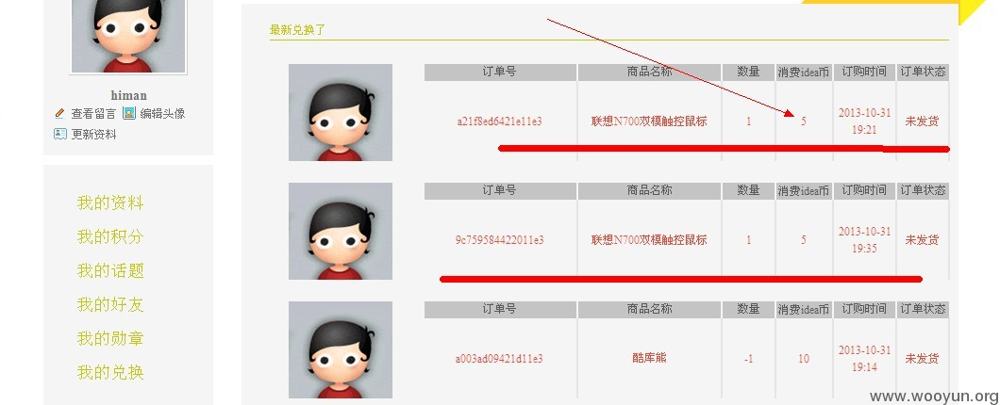 最新兑换了
himan
查看留言 编辑头像
更新资料
我的资料
我的积分
我的话题
我的好友
我的勋章
我的兑换
订单号 商品名称 数量 消费idea币 订购时间 订单状态
a21f8ed6421e11e3 联想N700双模触控鼠标 1 5 2013-10-31 19:21 未发货
订单号 商品名称 数量 消费idea币 订购时间 订单状态
9c759584422011e3 联想N700双模触控鼠标 1 5 2013-10-31 19:35 未发货
订单号 商品名称 数量 消费idea币 订购时间 订单状态
a003ad09421d11e3 酷库熊 -1 10 2013-10-31 19:14 未发货
www.wooyun.org